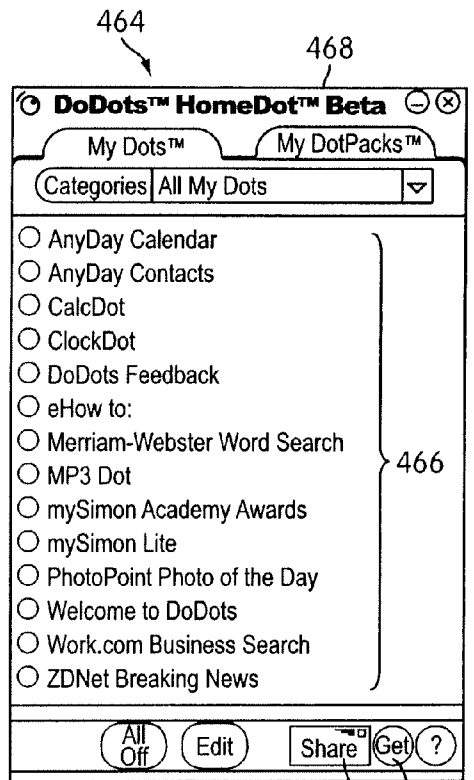 464
468
DoDots™ HomeDot™ Beta
My Dots™ My DotPacks™
Categories All My Dots
AnyDay Calendar
AnyDay Contacts
CalcDot
ClockDot
DoDots Feedback
eHow to:
Merriam-Webster Word Search
466
MP3 Dot
mySimon Academy Awards
mySimon Lite
PhotoPoint Photo of the Day
Welcome to DoDots
Work.com Business Search
ZDNet Breaking News
All Off Edit Share Get ?